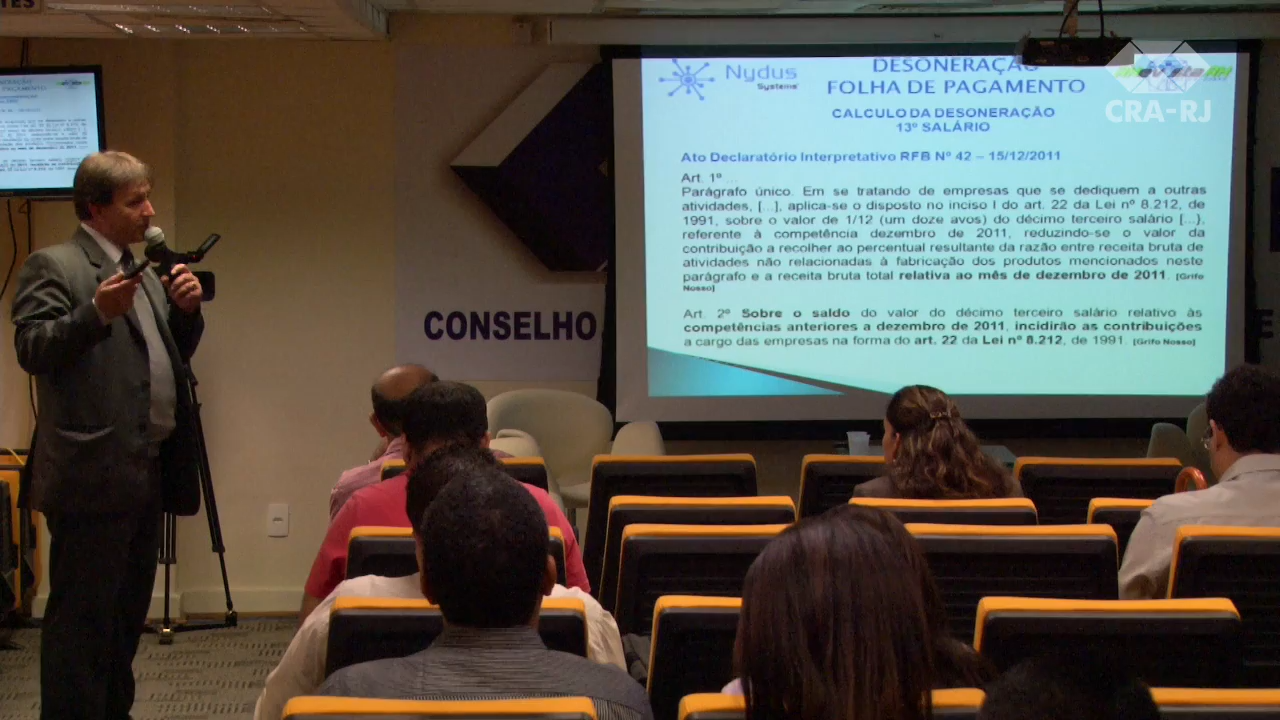 TES
Nydus
Systems
DESONERAÇÃO
FOLHA DE PAGAMENTO
CALCULO DA DESONERAÇÃO
13º SALÁRIO
CRA-RJ
Ato Declaratório Interpretativo RFB Nº 42 – 15/12/2011
Art. 1º ...
Parágrafo único. Em se tratando de empresas que se dediquem a outras
atividades, [...], aplica-se o disposto no inciso I do art. 22 da Lei nº 8.212, de
1991, sobre o valor de 1/12 (um doze avos) do décimo terceiro salário [...],
referente à competência dezembro de 2011, reduzindo-se o valor da
contribuição a recolher ao percentual resultante da razão entre receita bruta de
atividades não relacionadas à fabricação dos produtos mencionados neste
parágrafo e a receita bruta total relativa ao mês de dezembro de 2011. [Grifo
Nosso]
Art. 2º Sobre o saldo do valor do décimo terceiro salário relativo às
competências anteriores a dezembro de 2011, incidirão as contribuições
a cargo das empresas na forma do art. 22 da Lei nº 8.212, de 1991. [Grifo Nosso]
CONSELHO
E